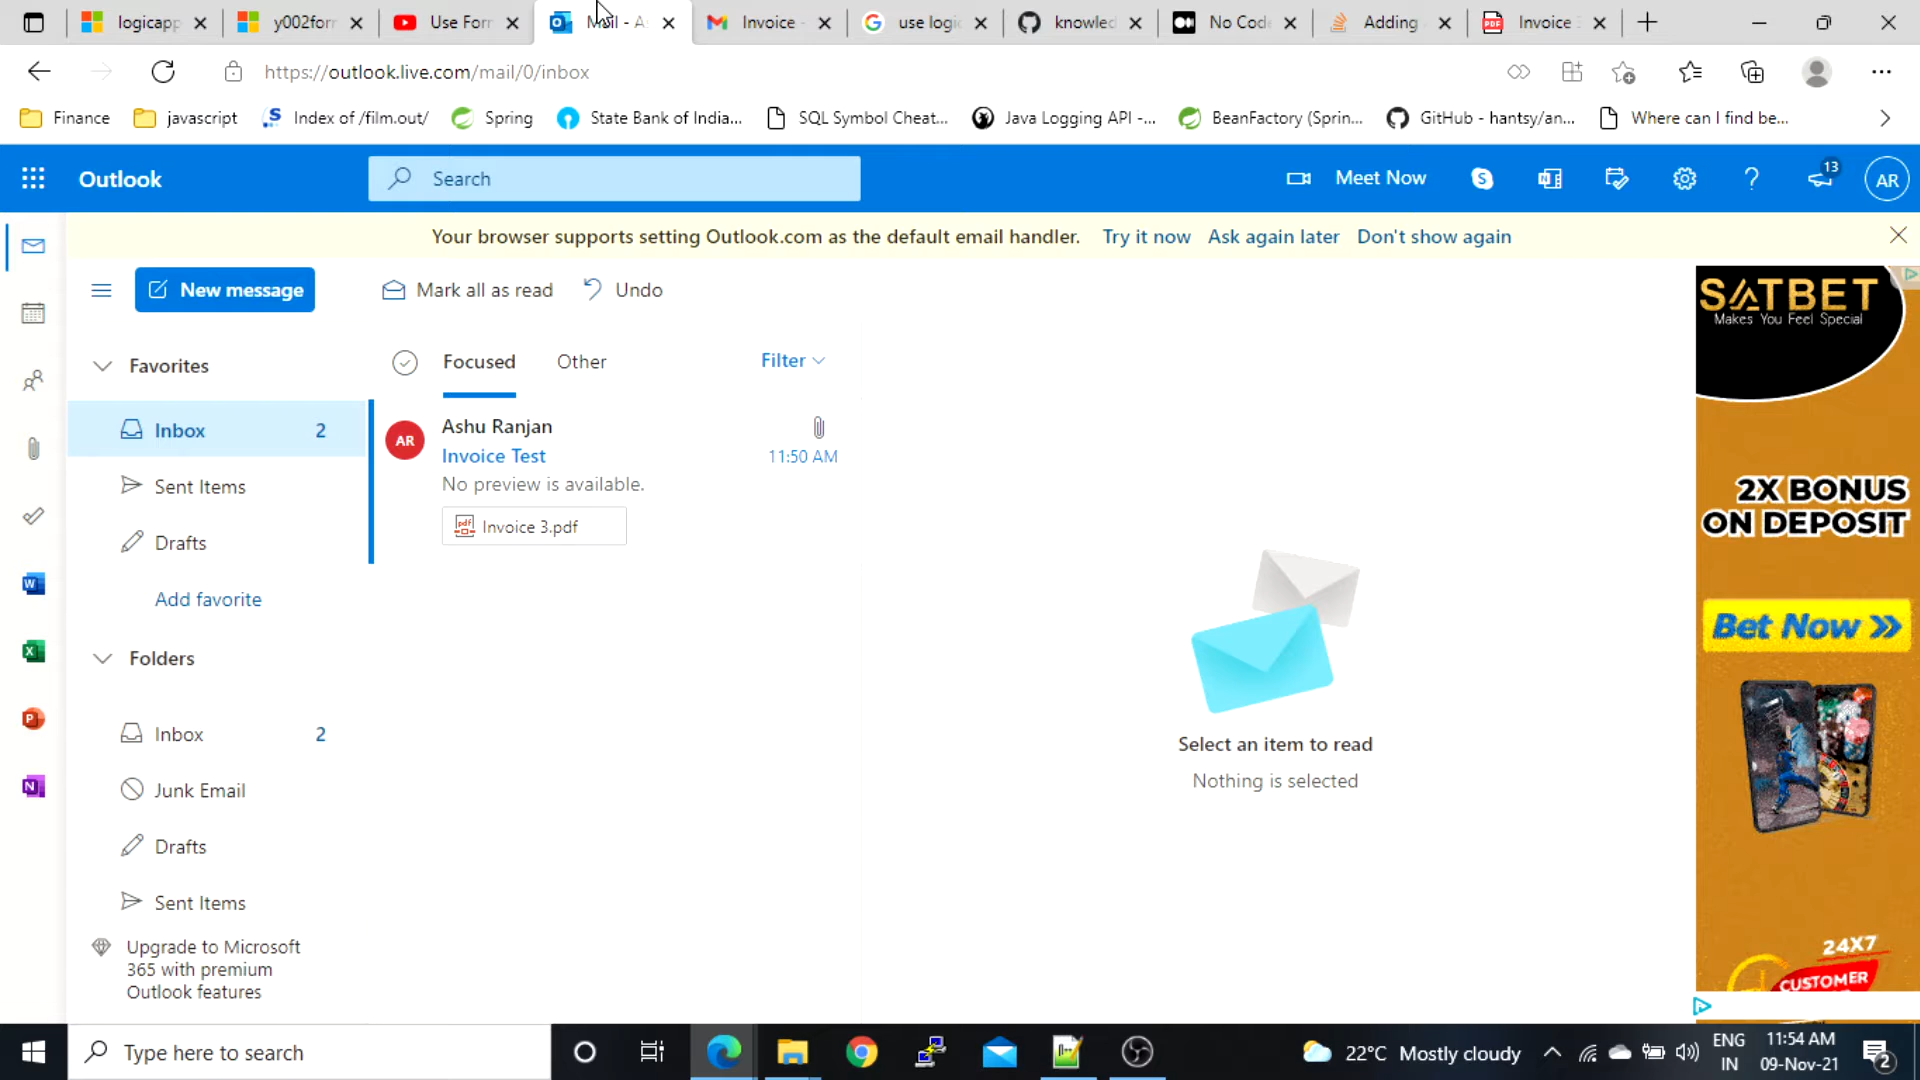 logicapp
y002forr
Use Forr
Mail - A
Invoice -
use logic
knowled
No Code
Adding
Invoice
https://outlook.live.com/mail/0/inbox
Finance
javascript
Index of /film.out/
Spring
State Bank of India...
SQL Symbol Cheat...
Java Logging API -...
BeanFactory (Sprin...
GitHub - hantsy/an...
Where can I find be...
Outlook
Search
Meet Now
13
AR
Your browser supports setting Outlook.com as the default email handler. Try it now Ask again later Don't show again
New message
Mark all as read
Undo
Favorites
Focused
Other
Filter
Inbox 2
Sent Items
Drafts
Add favorite
Folders
Inbox 2
Junk Email
Drafts
Sent Items
Upgrade to Microsoft
365 with premium
Outlook features
AR
Ashu Ranjan
Invoice Test
11:50 AM
No preview is available.
Invoice 3.pdf
Select an item to read
Nothing is selected
SATBET
Makes You Feel Special
2X BONUS
ON DEPOSIT
Bet Now »
24X7
CUSTOMER
Type here to search
22°C Mostly cloudy
ENG
IN
11:54 AM
09-Nov-21
2